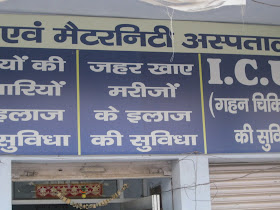 एवं मैटरनिटी अस्पता
यों की
ारियों
इलाज
सुविधा
जहर खाए
मरीजों
के इलाज
की सुविधा
I.C.
(गहन चिकि
की सुवि